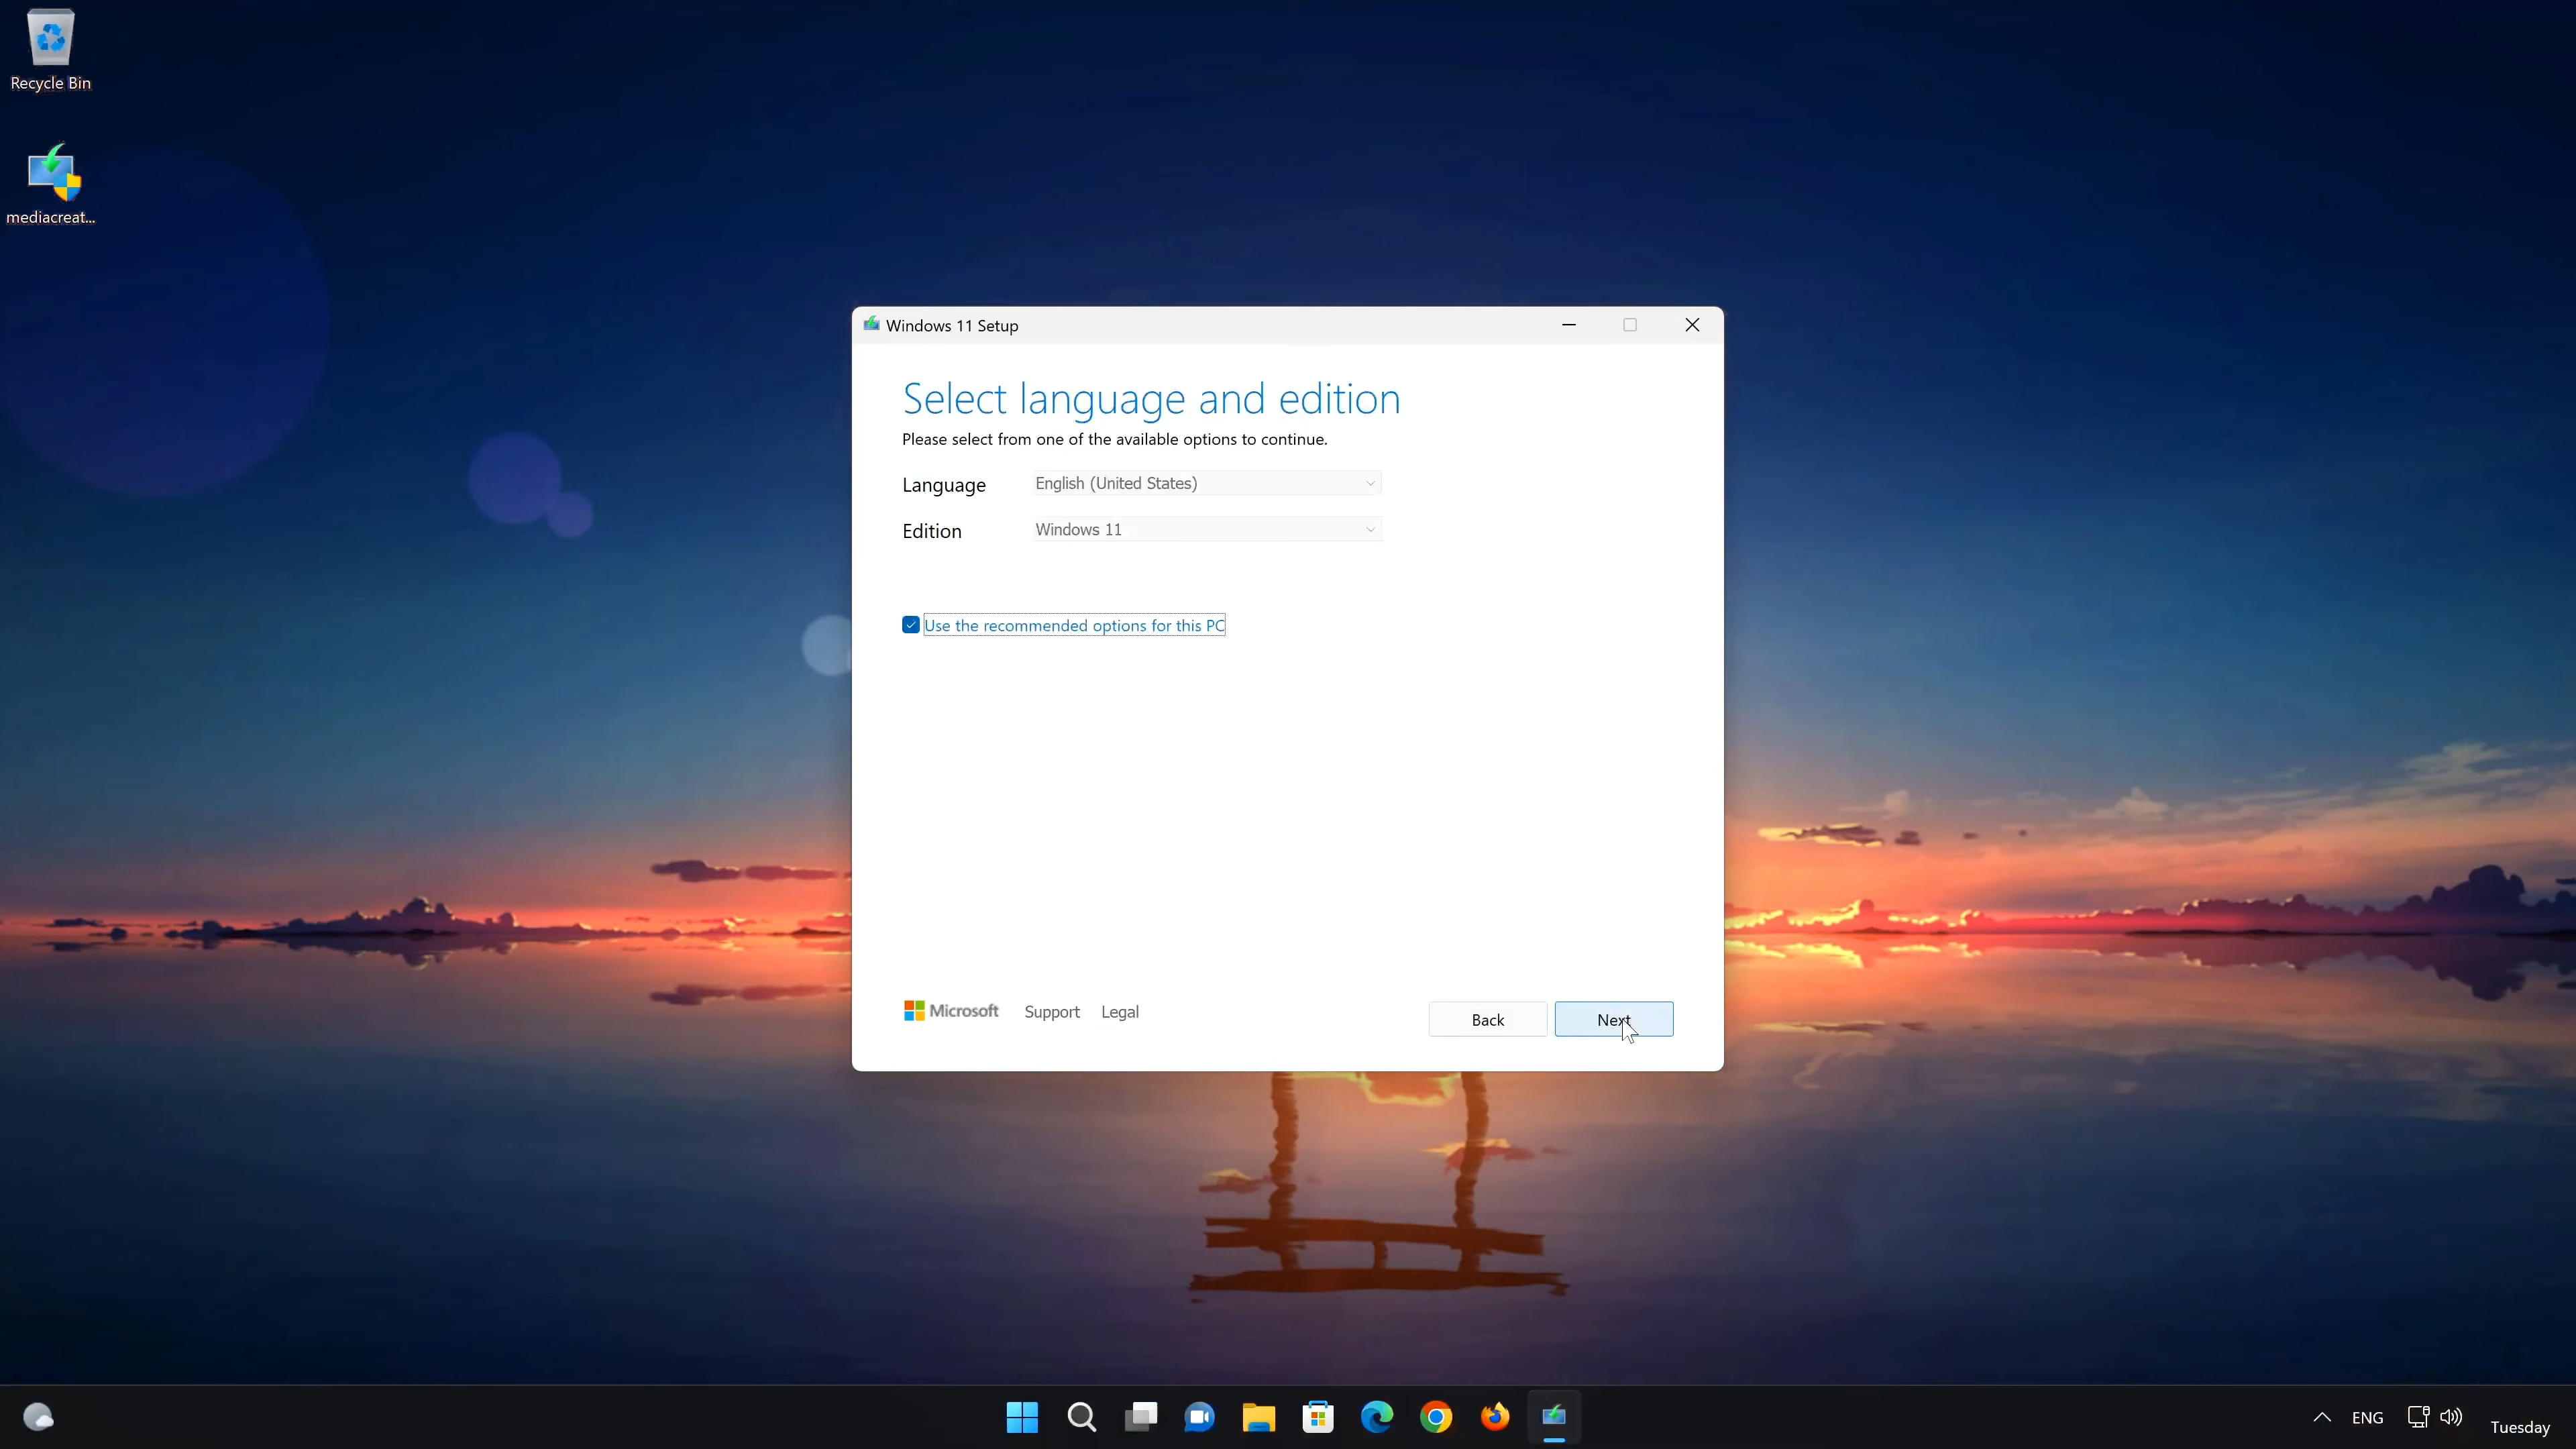 Recycle Bin
mediacreat...
Windows 11 Setup
Select language and edition
Please select from one of the available options to continue.
Language English (United States)
Edition Windows 11
Use the recommended options for this PC
Microsoft Support Legal
Back Next
ENG
Tuesday